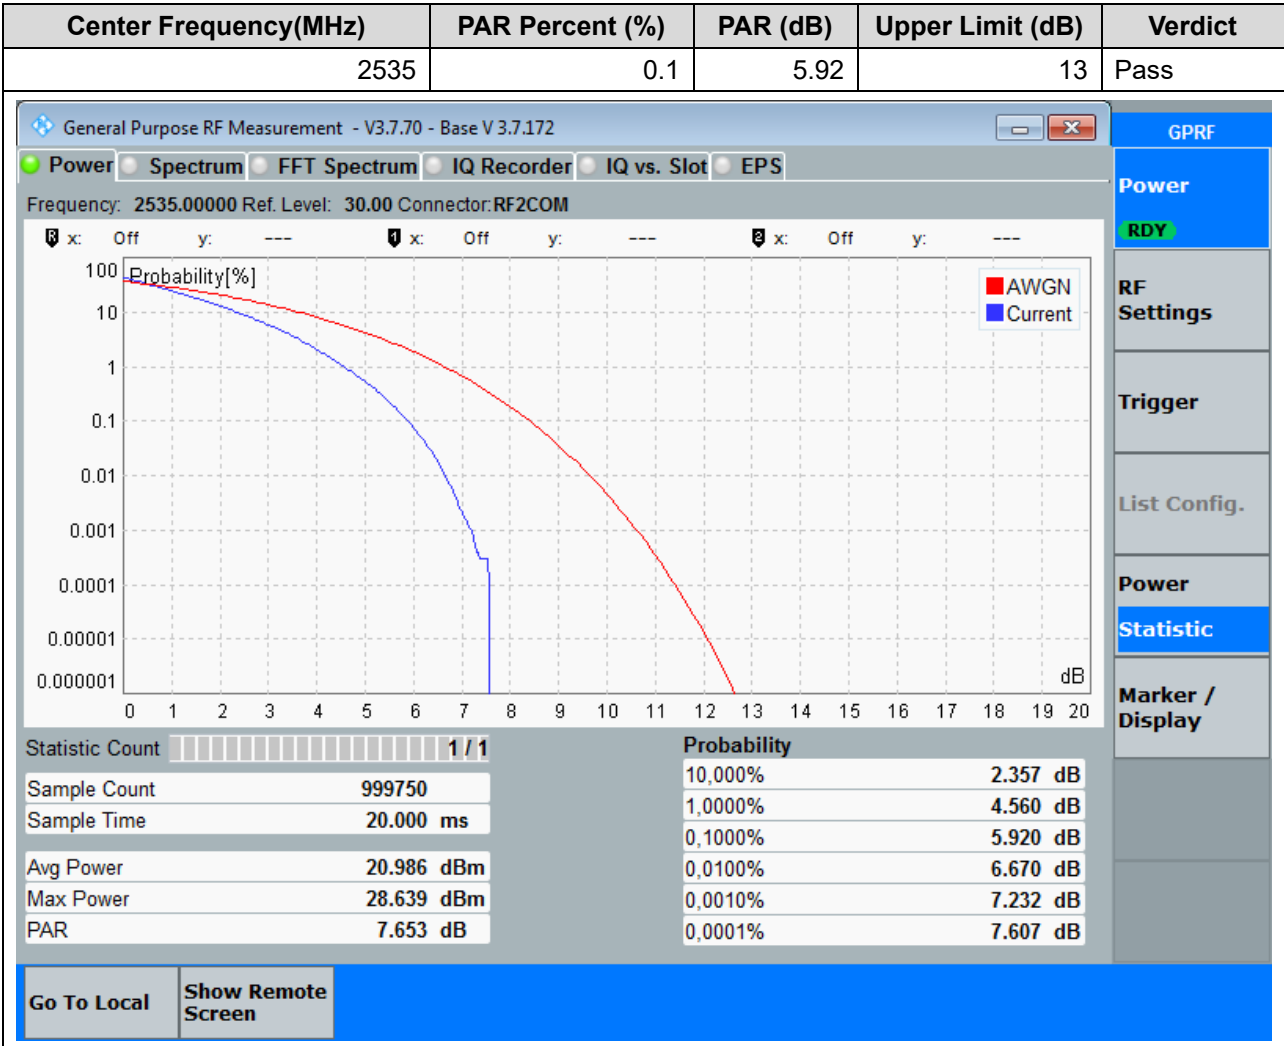 Center Frequency(MHz) PAR Percent (%) PAR (dB) Upper Limit (dB) Verdict
2535 0.1 5.92 13 Pass
General Purpose RF Measurement - V3.7.70 - Base V 3.7.172
GPRF
Power Spectrum FFT Spectrum IQ Recorder IQ vs. Slot EPS
Power
RDY
Frequency: 2535.00000 Ref. Level: 30.00 Connector: RF2COM
R x: Off y: --- 1 x: Off y: --- 2 x: Off y: ---
Probability[%]
AWGN
Current
100
10
1
0.1
0.01
0.001
0.0001
0.00001
0.000001
dB
0 1 2 3 4 5 6 7 8 9 10 11 12 13 14 15 16 17 18 19 20
RF
Settings
Trigger
List Config.
Power
Statistic
Marker /
Display
Statistic Count 1 / 1
Sample Count 999750
Sample Time 20.000 ms
Avg Power 20.986 dBm
Max Power 28.639 dBm
PAR 7.653 dB
Probability
10,000% 2.357 dB
1,0000% 4.560 dB
0,1000% 5.920 dB
0,0100% 6.670 dB
0,0010% 7.232 dB
0,0001% 7.607 dB
Go To Local
Show Remote
Screen